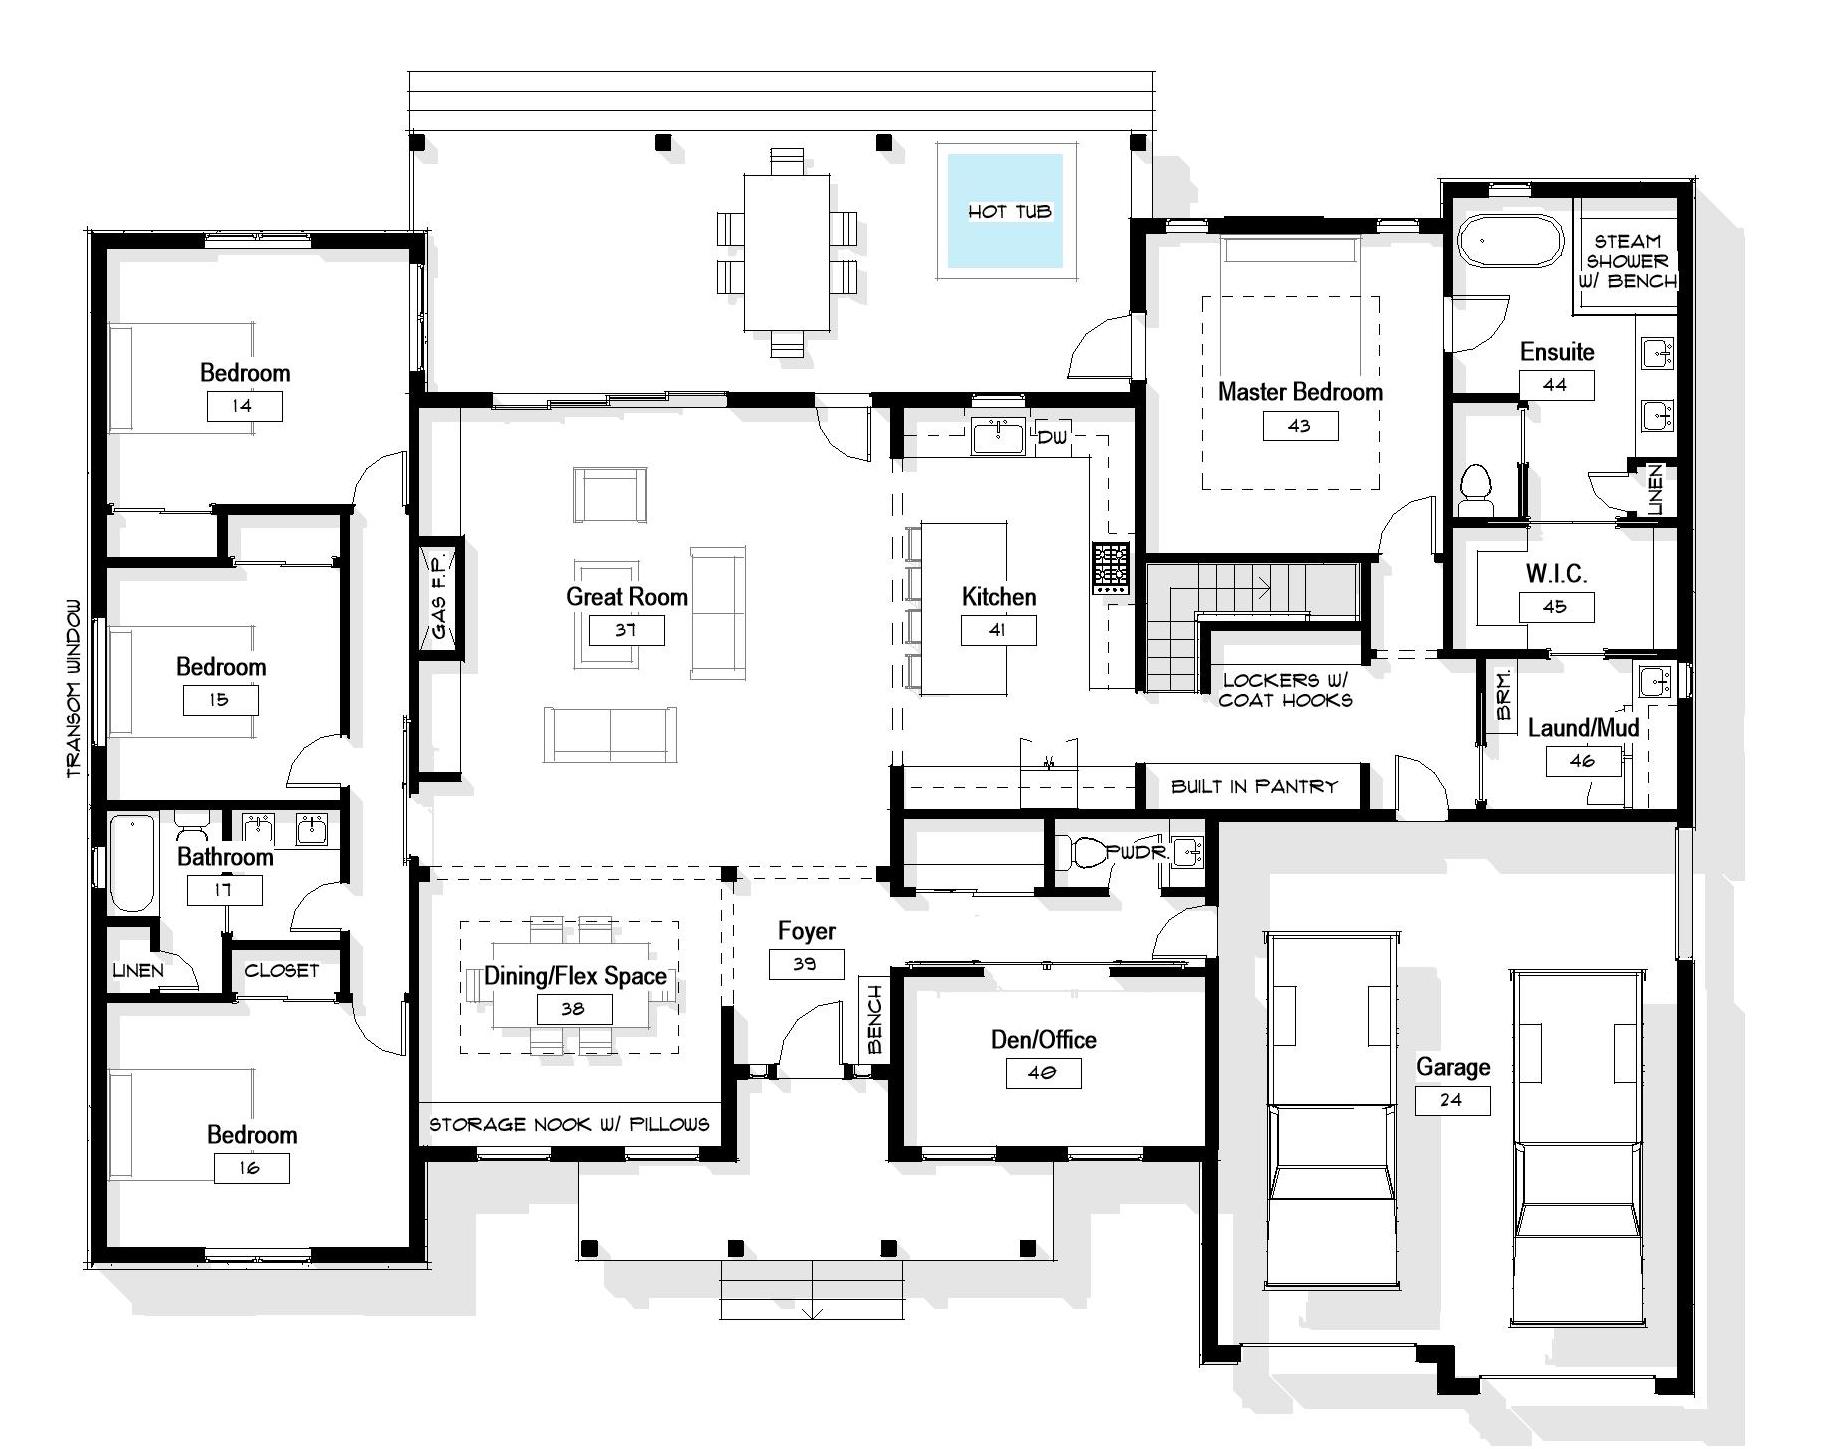 HOT TUB
STEAM
SHOWER
W/ BENCH
Bedroom
14
Ensuite
44
Master Bedroom
43
DW
LINEN
GAS F.P.
Great Room
37
Kitchen
41
W.I.C.
45
TRANSOM WINDOW
Bedroom
15
LOCKERS W/
COAT HOOKS
BRM.
Laund/Mud
46
BUILT IN PANTRY
Bathroom
17
PWDR.
LINEN
CLOSET
Dining/Flex Space
38
Foyer
39
BENCH
Den/Office
40
Garage
24
STORAGE NOOK W/ PILLOWS
Bedroom
16